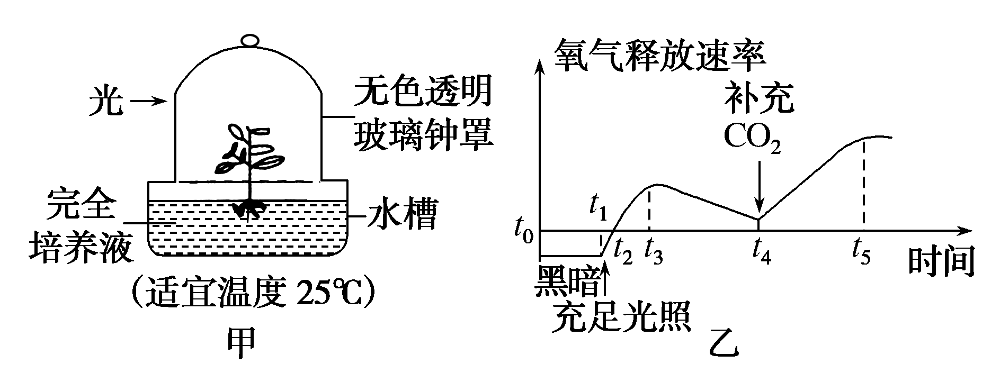 光
无色透明
玻璃钟罩
完全
培养液
水槽
(适宜温度 25℃)
甲
氧气释放速率
补充
CO₂
t₁
t₀
t₂
t₃
t₄
t₅
时间
黑暗
充足光照
乙